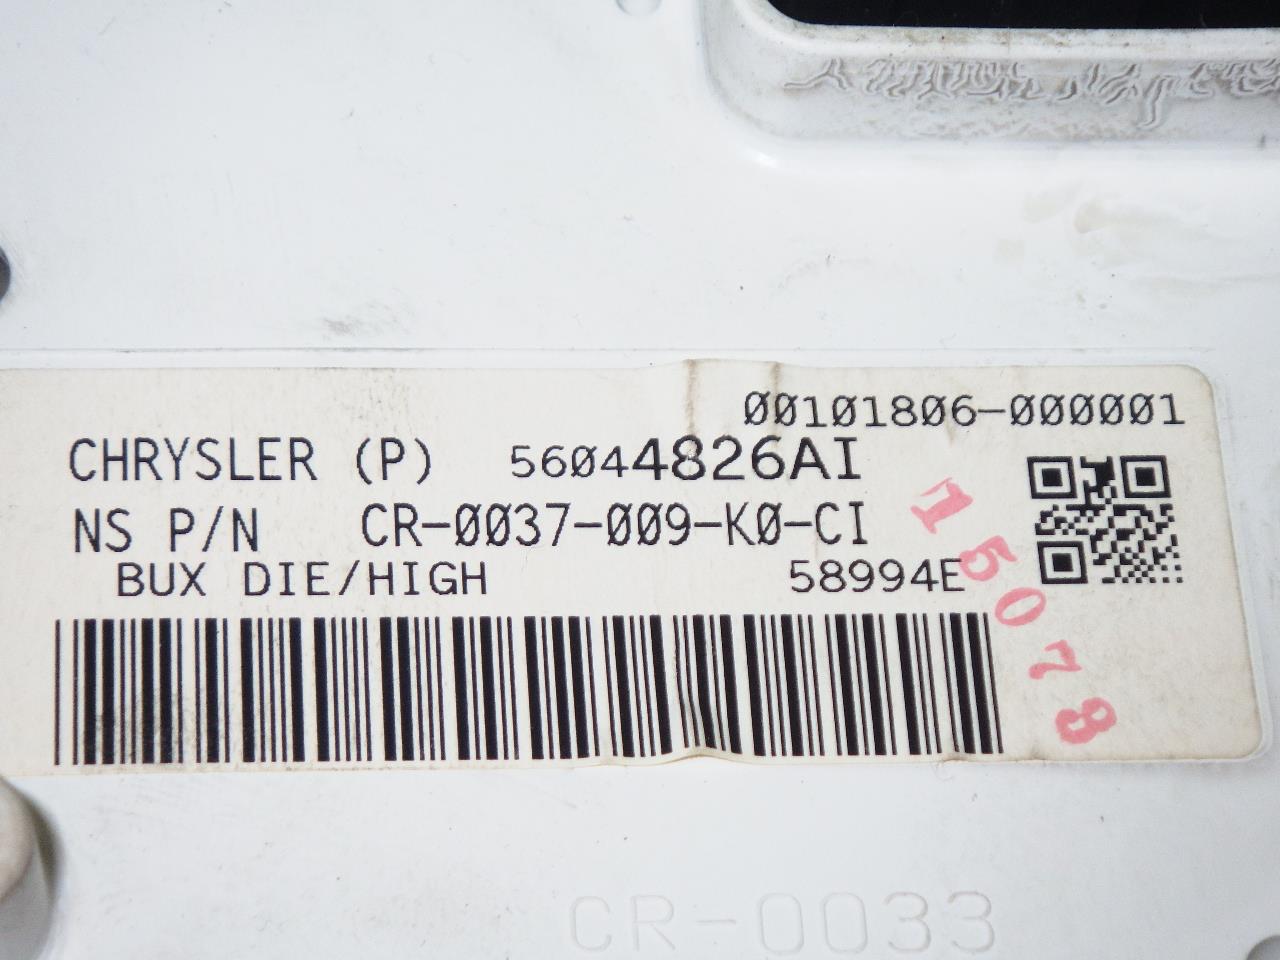 00101806-000001
CHRYSLER (P) 56044826AI
NS P/N CR-0037-009-K0-CI
BUX DIE/HIGH 58994E
15078
CR-0033